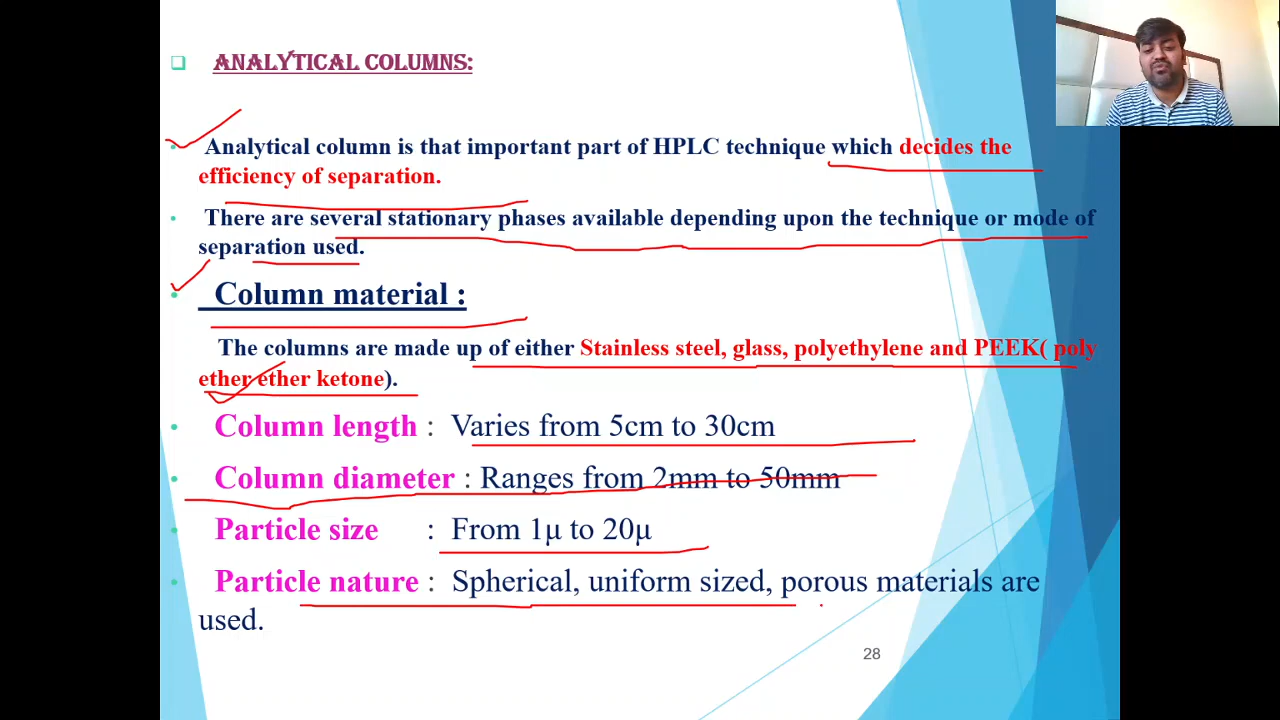 ANALYTICAL COLUMNS:
Analytical column is that important part of HPLC technique which decides the
efficiency of separation.
There are several stationary phases available depending upon the technique or mode of
separation used.
Column material :
The columns are made up of either Stainless steel, glass, polyethylene and PEEK( poly
ether ether ketone).
Column length : Varies from 5cm to 30cm
Column diameter : Ranges from 2mm to 50mm
Particle size : From 1µ to 20µ
Particle nature : Spherical, uniform sized, porous materials are
used.
28